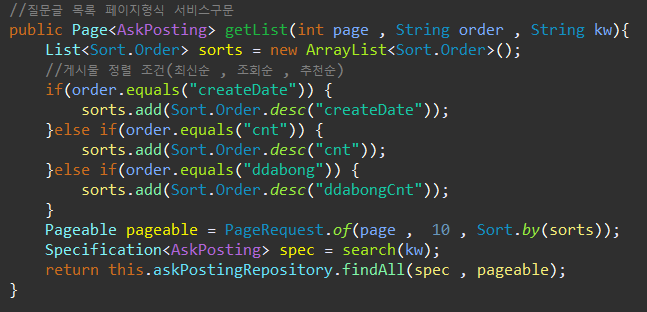 //질문글 목록 페이지형식 서비스구문
public Page<AskPosting> getList(int page , String order , String kw){
    List<Sort.Order> sorts = new ArrayList<Sort.Order>();
    //게시물 정렬 조건(최신순 , 조회순 , 추천순)
    if(order.equals("createDate")) {
        sorts.add(Sort.Order.desc("createDate"));
    }else if(order.equals("cnt")) {
        sorts.add(Sort.Order.desc("cnt"));
    }else if(order.equals("ddabong")) {
        sorts.add(Sort.Order.desc("ddabongCnt"));
    }
    Pageable pageable = PageRequest.of(page ,  10 , Sort.by(sorts));
    Specification<AskPosting> spec = search(kw);
    return this.askPostingRepository.findAll(spec , pageable);
}